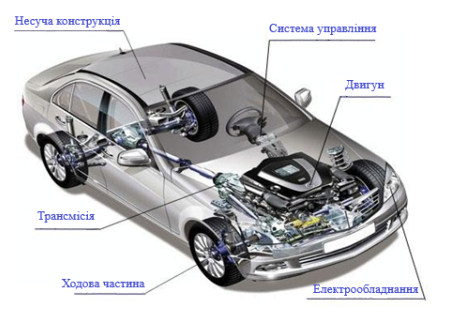 Несуча конструкція
Система управління
Двигун
Трансмісія
Ходова частина
Електрообладнання